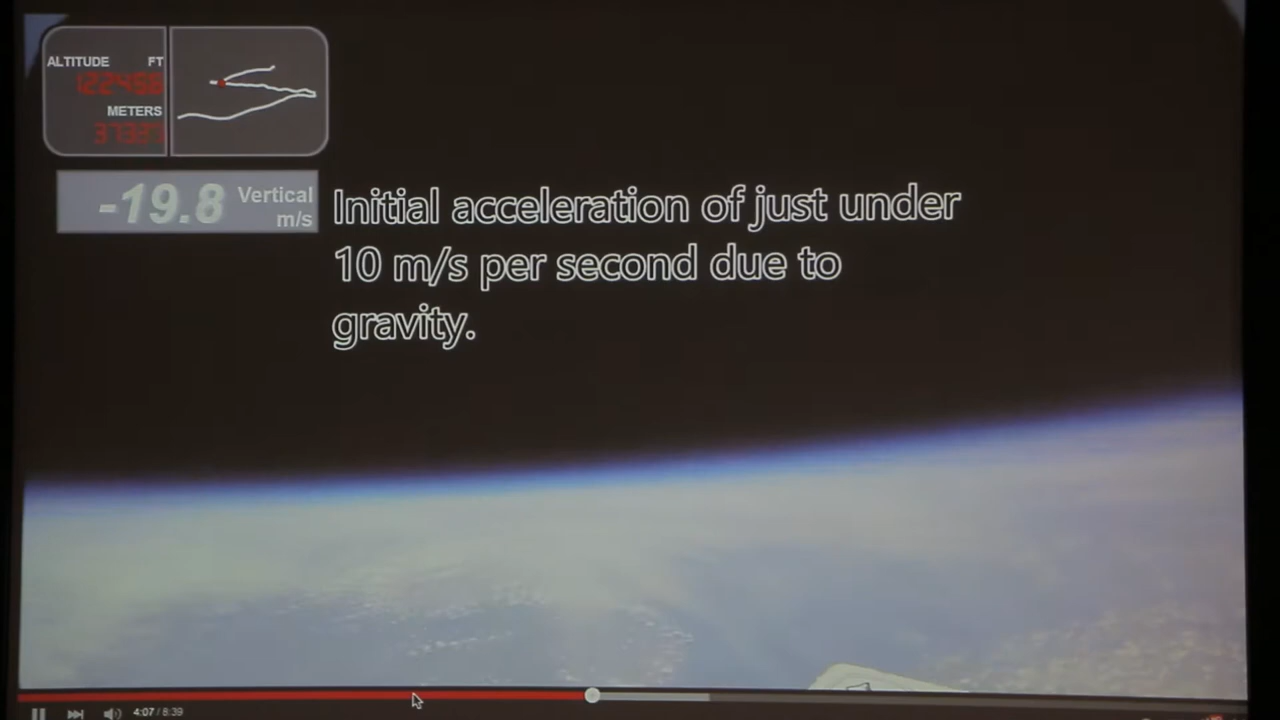 ALTITUDE FT
METERS
-19.8 Vertical
m/s
Initial acceleration of just under
10 m/s per second due to
gravity.
4:07 / 8:39